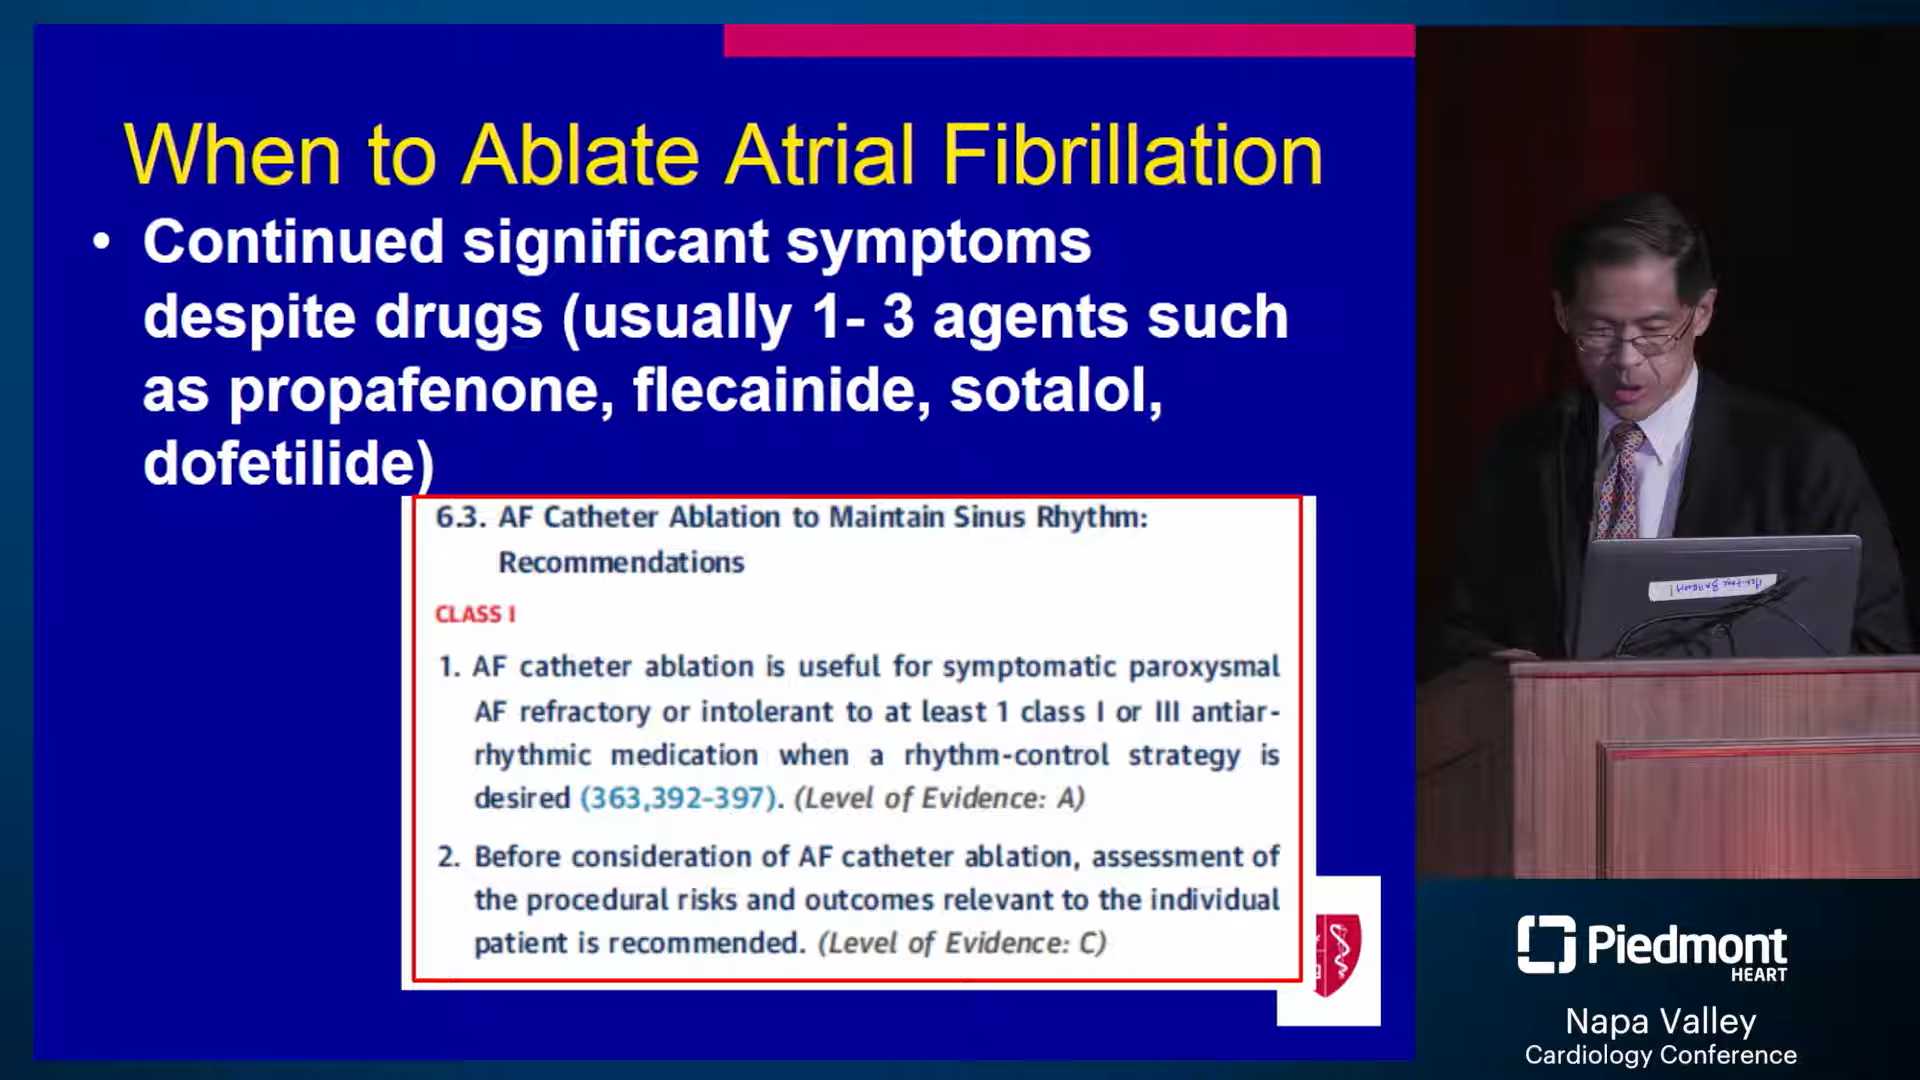 When to Ablate Atrial Fibrillation
• Continued significant symptoms
despite drugs (usually 1- 3 agents such
as propafenone, flecainide, sotalol,
dofetilide)
6.3. AF Catheter Ablation to Maintain Sinus Rhythm:
Recommendations
CLASS I
1. AF catheter ablation is useful for symptomatic paroxysmal
AF refractory or intolerant to at least 1 class I or III antiar-
rhythmic medication when a rhythm-control strategy is
desired (363,392-397). (Level of Evidence: A)
2. Before consideration of AF catheter ablation, assessment of
the procedural risks and outcomes relevant to the individual
patient is recommended. (Level of Evidence: C)
Piedmont
HEART
Napa Valley
Cardiology Conference